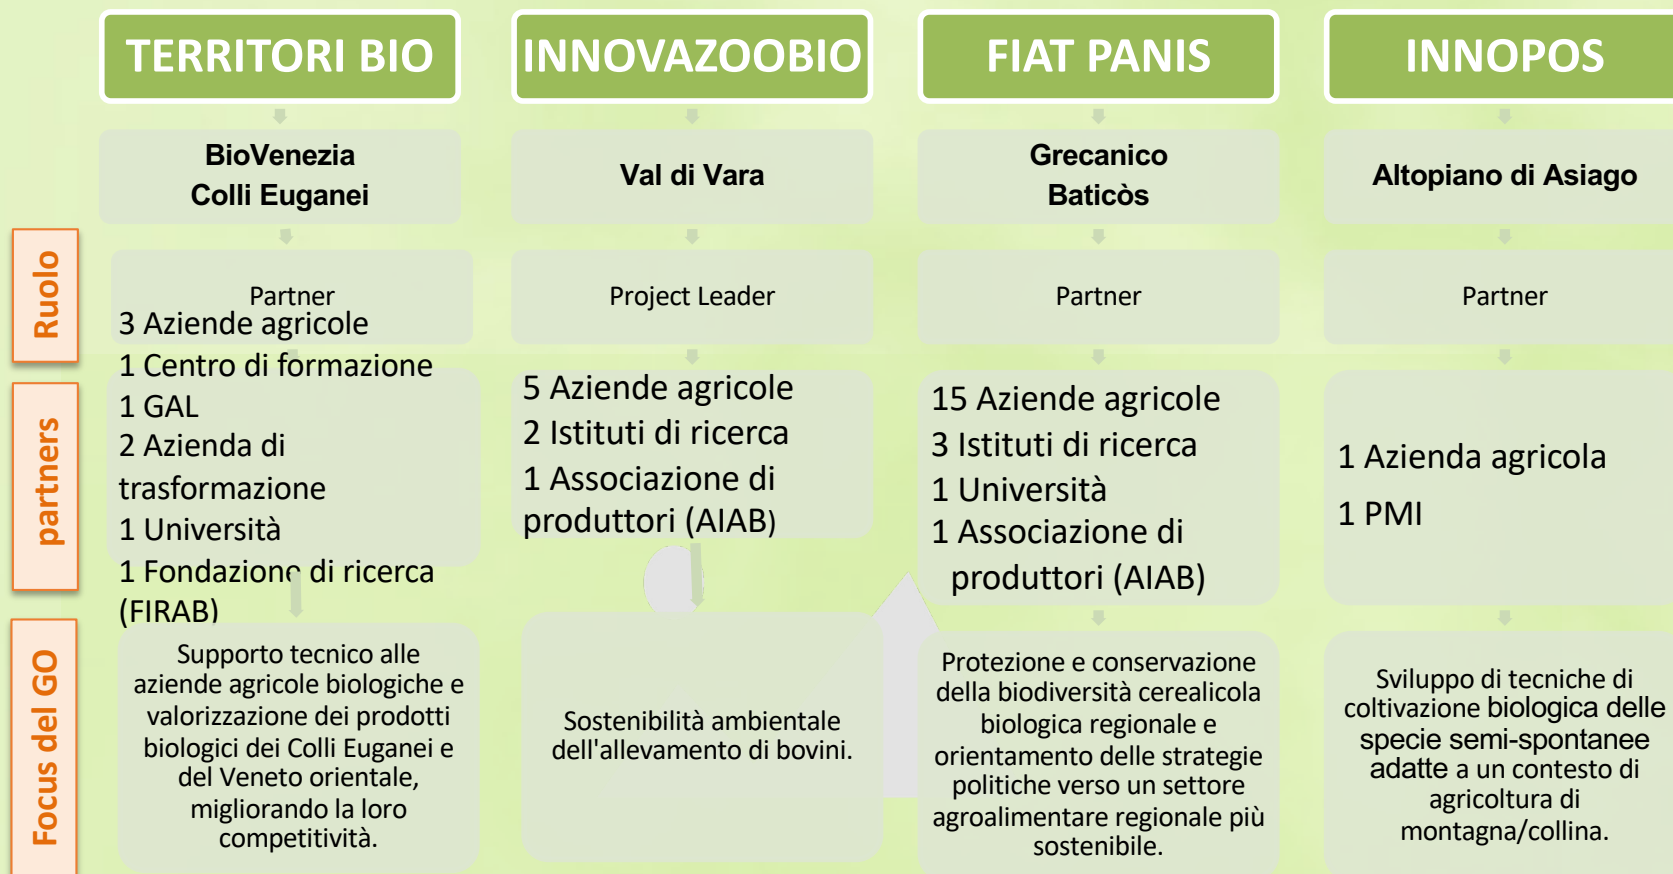 TERRITORI BIO
INNOVAZOOBIO
FIAT PANIS
INNOPOS
BioVenezia
Colli Euganei
Val di Vara
Grecanico
Baticòs
Altopiano di Asiago
Ruolo
Partner
Project Leader
Partner
Partner
partners
3 Aziende agricole
1 Centro di formazione
1 GAL
2 Azienda di
trasformazione
1 Università
1 Fondazione di ricerca
(FIRAB)
5 Aziende agricole
2 Istituti di ricerca
1 Associazione di
produttori (AIAB)
15 Aziende agricole
3 Istituti di ricerca
1 Università
1 Associazione di
produttori (AIAB)
1 Azienda agricola
1 PMI
Focus del GO
Supporto tecnico alle
aziende agricole biologiche e
valorizzazione dei prodotti
biologici dei Colli Euganei e
del Veneto orientale,
migliorando la loro
competitività.
Sostenibilità ambientale
dell'allevamento di bovini.
Protezione e conservazione
della biodiversità cerealicola
biologica regionale e
orientamento delle strategie
politiche verso un settore
agroalimentare regionale più
sostenibile.
Sviluppo di tecniche di
coltivazione biologica delle
specie semi-spontanee
adatte a un contesto di
agricoltura di
montagna/collina.